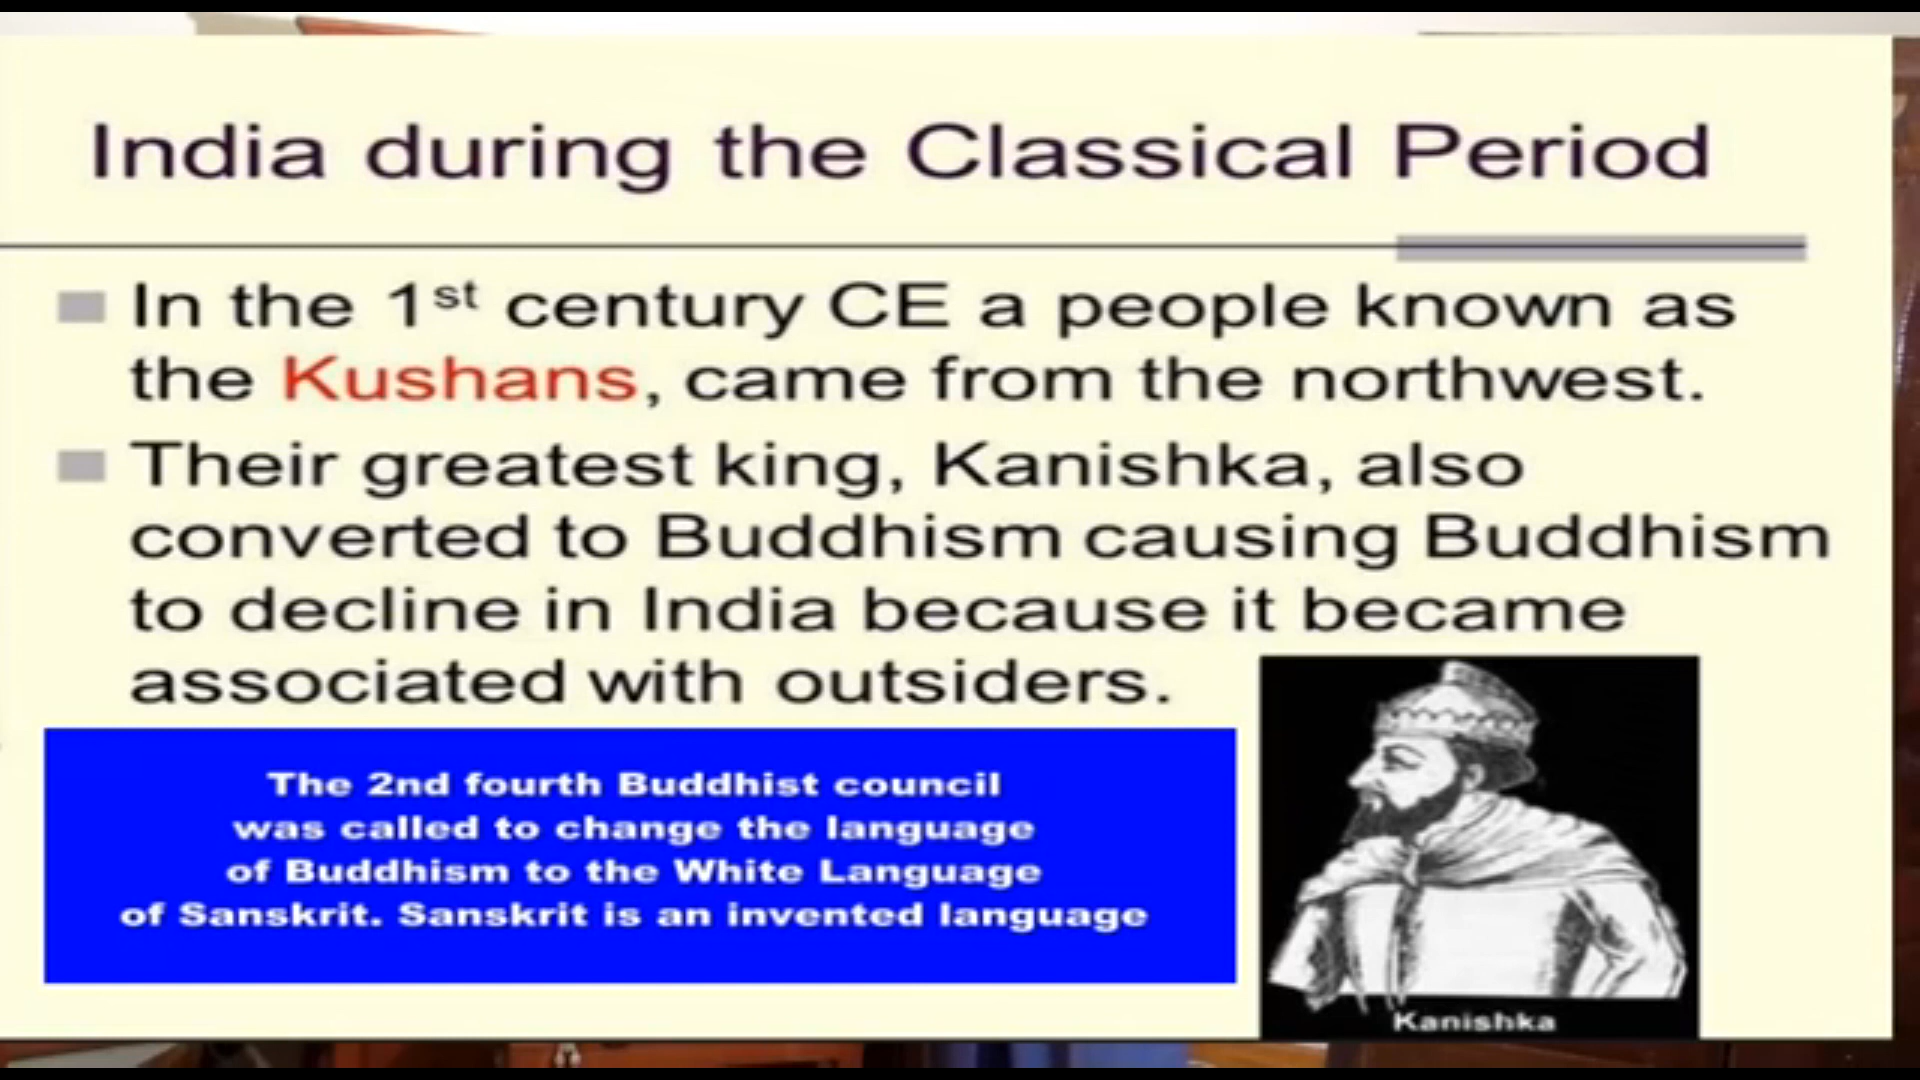 India during the Classical Period
In the 1st century CE a people known as
the Kushans, came from the northwest.
Their greatest king, Kanishka, also
converted to Buddhism causing Buddhism
to decline in India because it became
associated with outsiders.
The 2nd fourth Buddhist council
was called to change the language
of Buddhism to the White Language
of Sanskrit. Sanskrit is an invented language
Kanishka